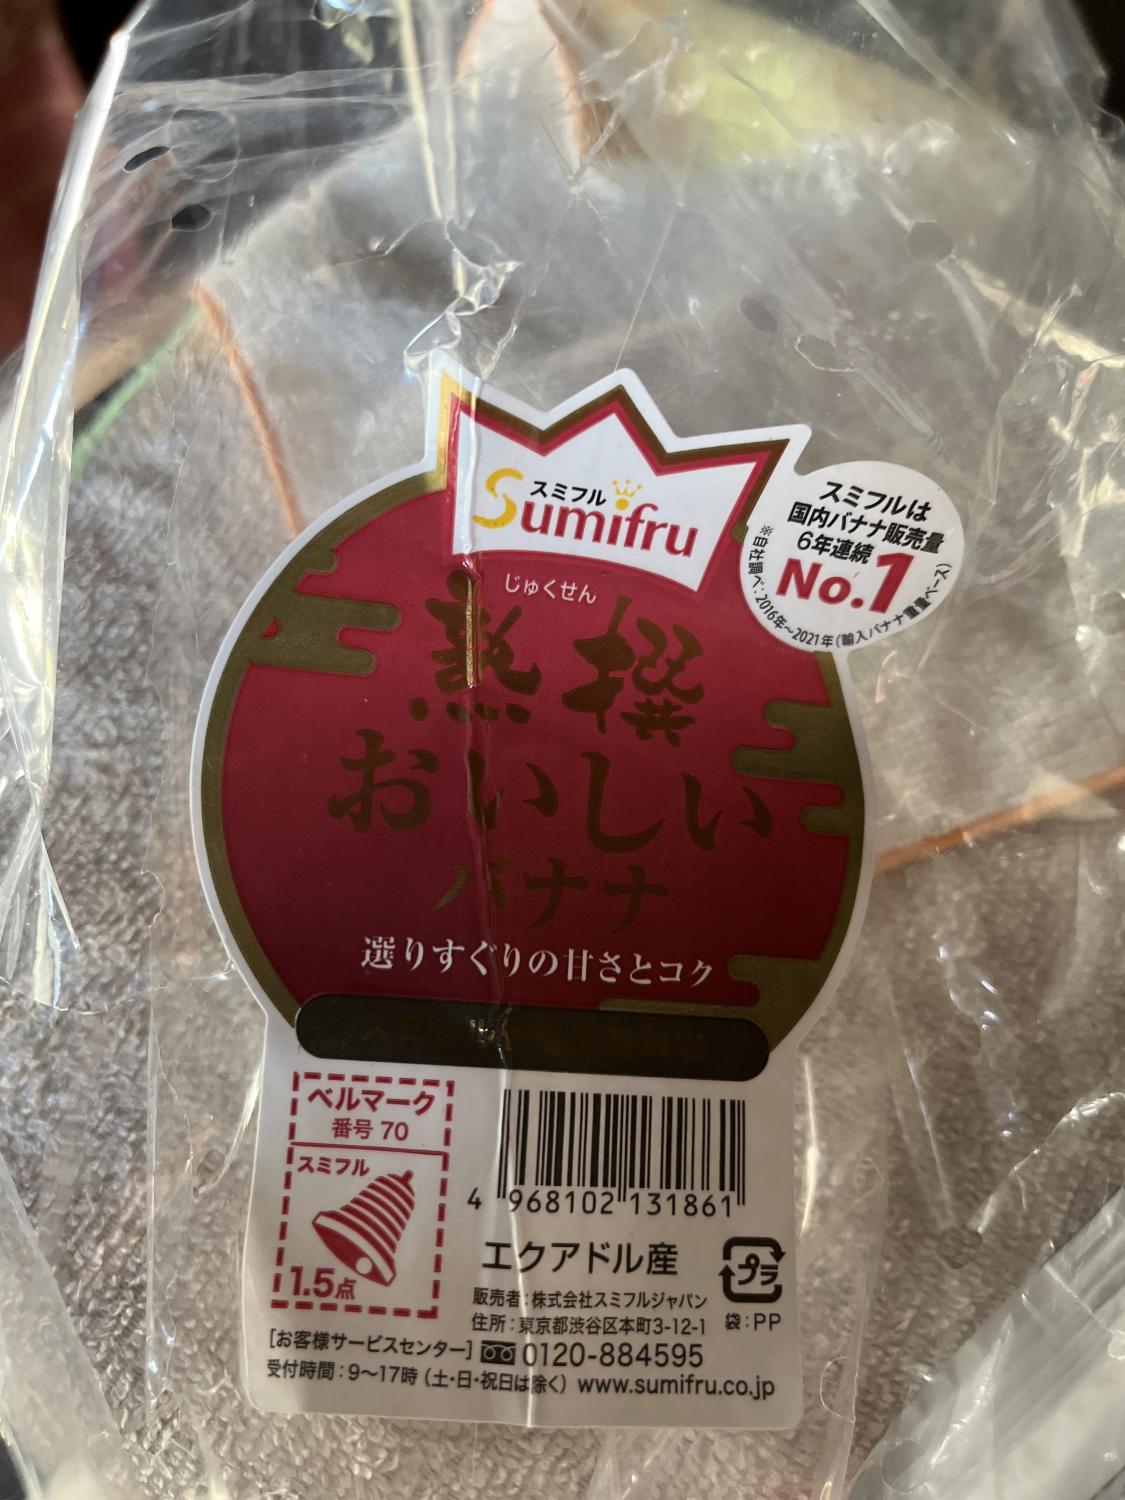 スミフル
Sumifru
スミフルは
国内バナナ販売量
6年連続
No.1
※自社調べ:2016年~2021年(輸入バナナ重量ベース)
じゅくせん
熟撰
おいしい
バナナ
選りすぐりの甘さとコク
ベルマーク
番号 70
スミフル
1.5点
4 968102 131861
エクアドル産
プラ
販売者:株式会社スミフルジャパン
住所:東京都渋谷区本町3-12-1
袋:PP
[お客様サービスセンター] 0120-884595
受付時間:9~17時(土・日・祝日は除く) www.sumifru.co.jp